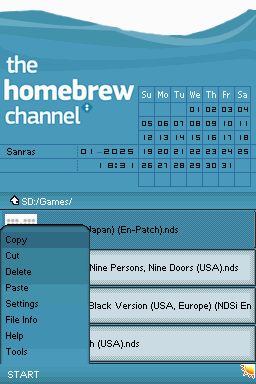 the
homebrew
channel
Su Mo Tu We Th Fr Sa
01 02 03 04
05 06 07 08 09 10 11
12 13 14 15 16 17 18
19 20 21 22 23 24 25
26 27 28 29 30 31
Sanras 01-2025
18:31
SD:/Games/
Japan) (En-Patch).nds
Nine Persons, Nine Doors (USA).nds
Black Version (USA, Europe) (NDSi En
h (USA).nds
Copy
Cut
Delete
Paste
Settings
File Info
Help
Tools
START